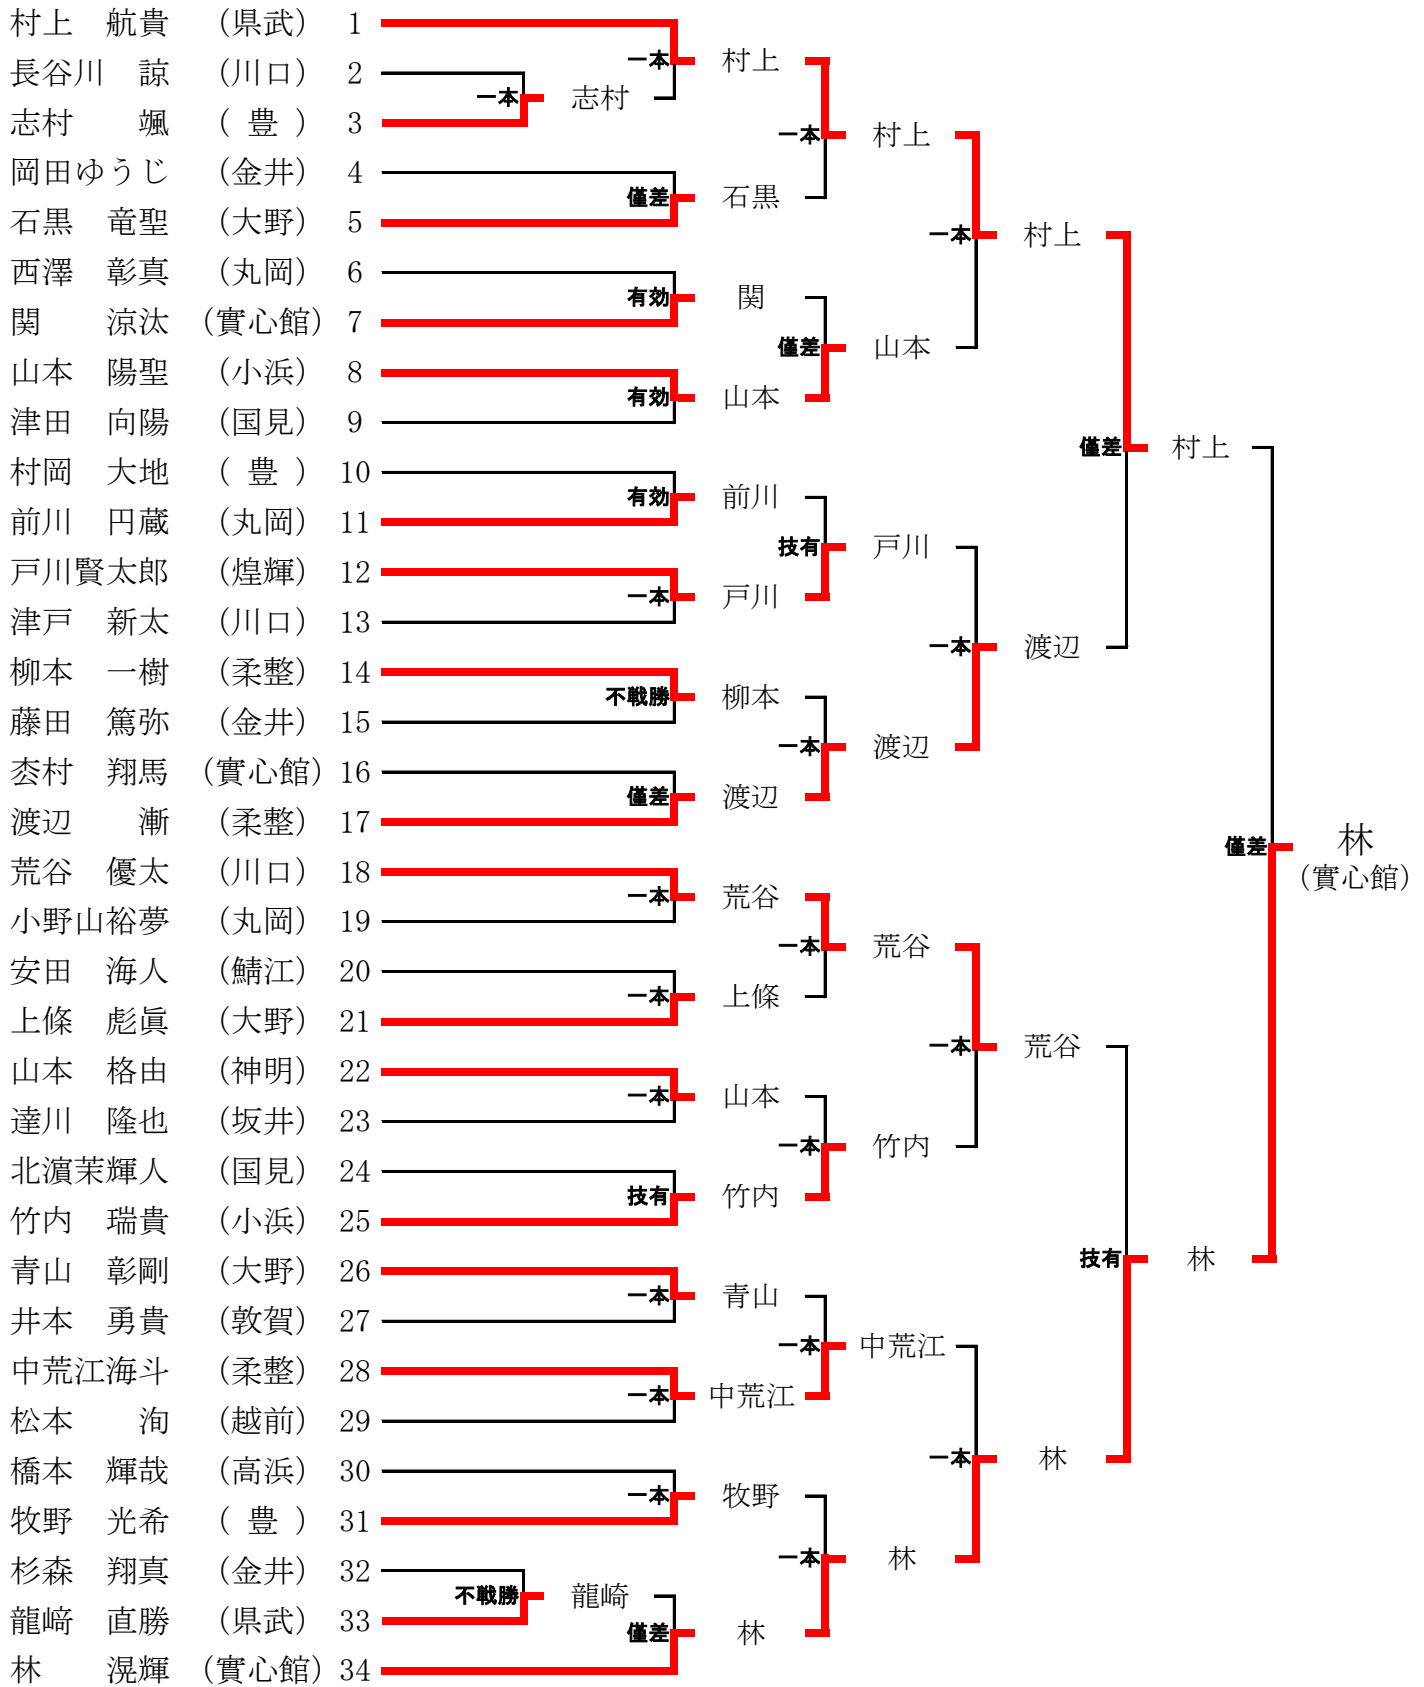 村上 航貴 (県武) 1
長谷川 諒 (川口) 2
志村 颯 (豊) 3
岡田ゆうじ (金井) 4
石黒 竜聖 (大野) 5
西澤 彰真 (丸岡) 6
関 涼汰 (實心館) 7
山本 陽聖 (小浜) 8
津田 向陽 (国見) 9
村岡 大地 (豊) 10
前川 円蔵 (丸岡) 11
戸川賢太郎 (煌輝) 12
津戸 新太 (川口) 13
柳本 一樹 (柔整) 14
藤田 篤弥 (金井) 15
枩村 翔馬 (實心館) 16
渡辺 漸 (柔整) 17
荒谷 優太 (川口) 18
小野山裕夢 (丸岡) 19
安田 海人 (鯖江) 20
上條 彪眞 (大野) 21
山本 格由 (神明) 22
達川 隆也 (坂井) 23
北濵茉輝人 (国見) 24
竹内 瑞貴 (小浜) 25
青山 彰剛 (大野) 26
井本 勇貴 (敦賀) 27
中荒江海斗 (柔整) 28
松本 洵 (越前) 29
橋本 輝哉 (高浜) 30
牧野 光希 (豊) 31
杉森 翔真 (金井) 32
龍﨑 直勝 (県武) 33
林 滉輝 (實心館) 34
一本 志村
不戦勝 龍崎
一本 村上
僅差 石黒
有効 関
有効 山本
有効 前川
一本 戸川
不戦勝 柳本
僅差 渡辺
一本 荒谷
一本 上條
一本 山本
技有 竹内
一本 青山
一本 中荒江
一本 牧野
僅差 林
一本 村上
僅差 山本
技有 戸川
一本 渡辺
一本 荒谷
一本 竹内
一本 中荒江
一本 林
一本 村上
一本 渡辺
一本 荒谷
一本 林
僅差 村上
技有 林
僅差 林
(實心館)